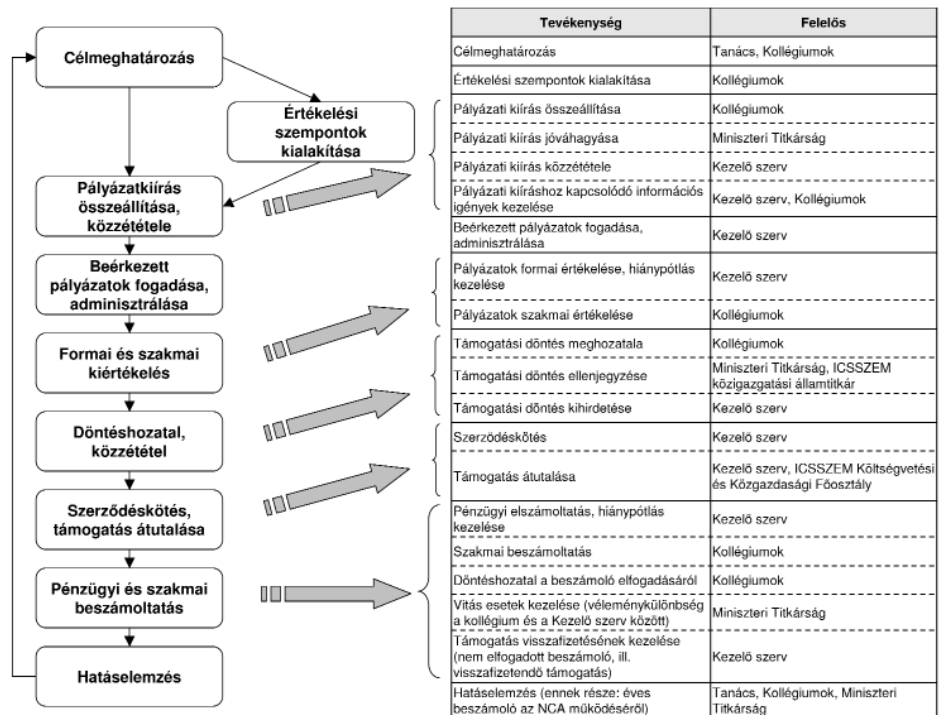 Célmeghatározás
Értékelési
szempontok
kialakítása
Pályázatkiírás
összeállítása,
közzététele
Beérkezett
pályázatok fogadása,
adminisztrálása
Formai és szakmai
kiértékelés
Döntéshozatal,
közzététel
Szerződéskötés,
támogatás átutalása
Pénzügyi és szakmai
beszámoltatás
Hatáselemzés
Tevékenység Felelős
Célmeghatározás Tanács, Kollégiumok
Értékelési szempontok kialakítása Kollégiumok
Pályázati kiírás összeállítása Kollégiumok
Pályázati kiírás jóváhagyása Miniszteri Titkárság
Pályázati kiírás közzététele Kezelő szerv
Pályázati kiíráshoz kapcsolódó információs
igények kezelése Kezelő szerv, Kollégiumok
Beérkezett pályázatok fogadása,
adminisztrálása Kezelő szerv
Pályázatok formai értékelése, hiánypótlás
kezelése Kezelő szerv
Pályázatok szakmai értékelése Kollégiumok
Támogatási döntés meghozatala Kollégiumok
Támogatási döntés ellenjegyzése Miniszteri Titkárság, ICSSZEM
közigazgatási államtitkár
Támogatási döntés kihirdetése Kezelő szerv
Szerződéskötés Kezelő szerv
Támogatás átutalása Kezelő szerv, ICSSZEM Költségvetési
és Közgazdasági Főosztály
Pénzügyi elszámoltatás, hiánypótlás
kezelése Kezelő szerv
Szakmai beszámoltatás Kollégiumok
Döntéshozatal a beszámoló elfogadásáról Kollégiumok
Vitás esetek kezelése (véleménykülönbség
a kollégium és a Kezelő szerv között) Miniszteri Titkárság
Támogatás visszafizetésének kezelése
(nem elfogadott beszámoló, ill.
visszafizetendő támogatás) Kezelő szerv
Hatáselemzés (ennek része: éves
beszámoló az NCA működéséről) Tanács, Kollégiumok, Miniszteri
Titkárság